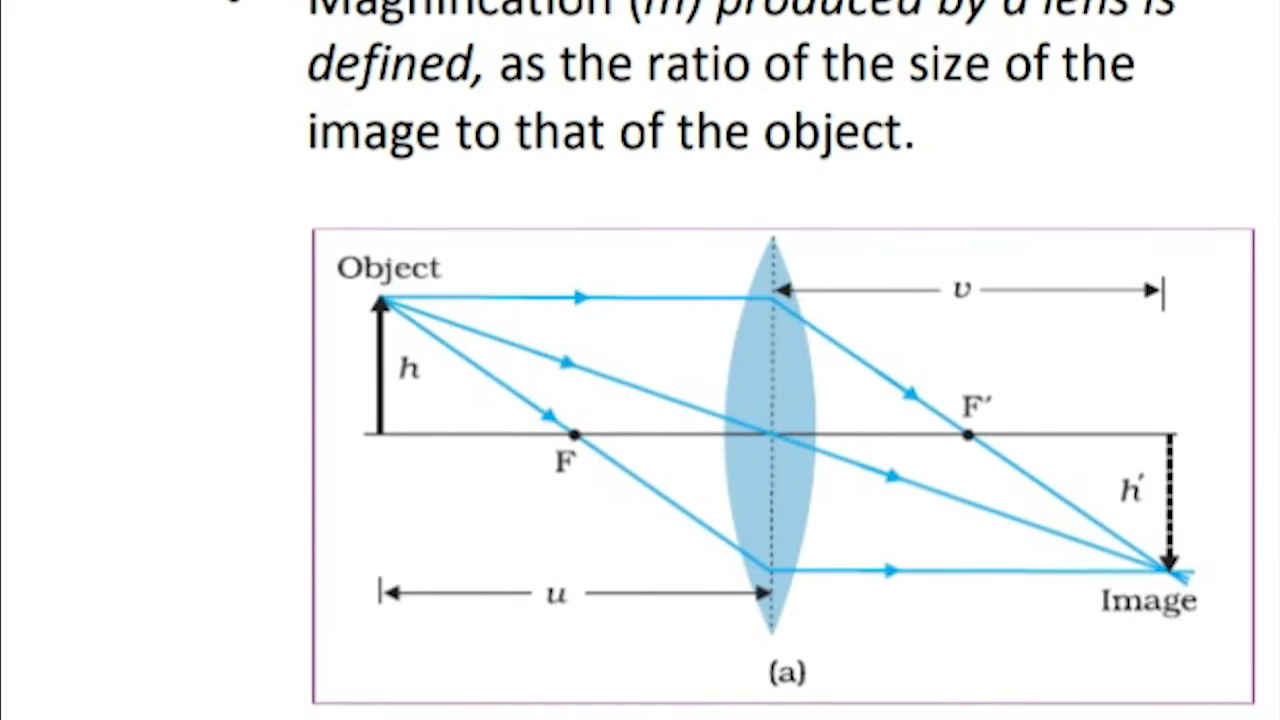 Magnification (m) produced by a lens is
defined, as the ratio of the size of the
image to that of the object.
Object
v
h
F′
F
h′
u
Image
(a)